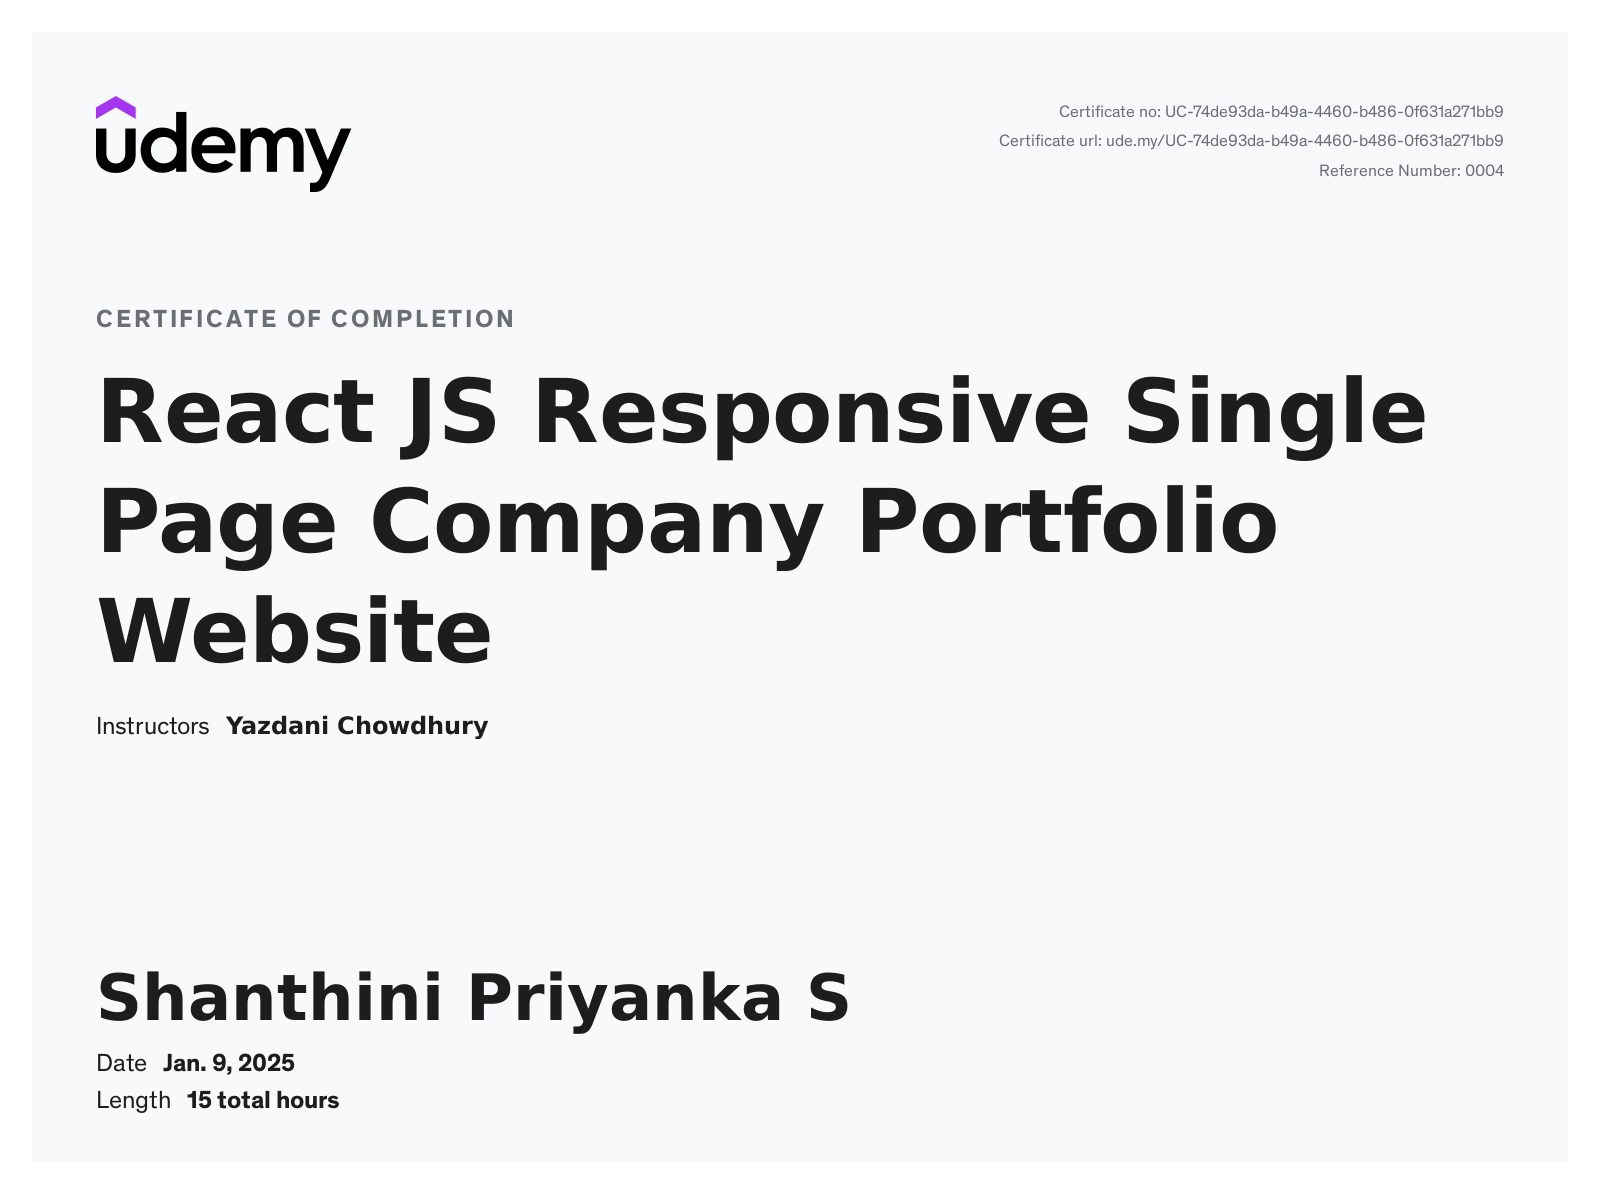 udemy
Certificate no: UC-74de93da-b49a-4460-b486-0f631a271bb9
Certificate url: ude.my/UC-74de93da-b49a-4460-b486-0f631a271bb9
Reference Number: 0004
CERTIFICATE OF COMPLETION
React JS Responsive Single
Page Company Portfolio
Website
Instructors Yazdani Chowdhury
Shanthini Priyanka S
Date Jan. 9, 2025
Length 15 total hours